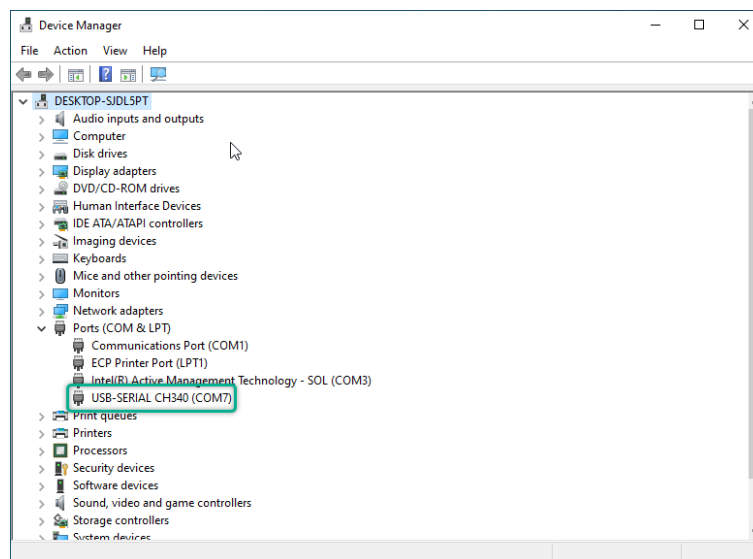 Device Manager
File Action View Help
DESKTOP-SJDL5PT
Audio inputs and outputs
Computer
Disk drives
Display adapters
DVD/CD-ROM drives
Human Interface Devices
IDE ATA/ATAPI controllers
Imaging devices
Keyboards
Mice and other pointing devices
Monitors
Network adapters
Ports (COM & LPT)
Communications Port (COM1)
ECP Printer Port (LPT1)
Intel(R) Active Management Technology - SOL (COM3)
USB-SERIAL CH340 (COM7)
Print queues
Printers
Processors
Security devices
Software devices
Sound, video and game controllers
Storage controllers
System devices